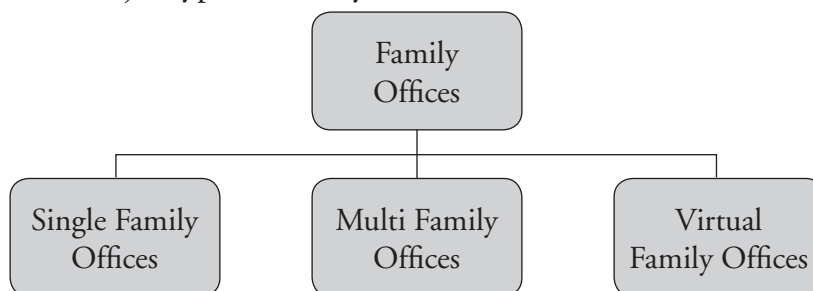 Family
Offices
Single Family
Offices
Multi Family
Offices
Virtual
Family Offices